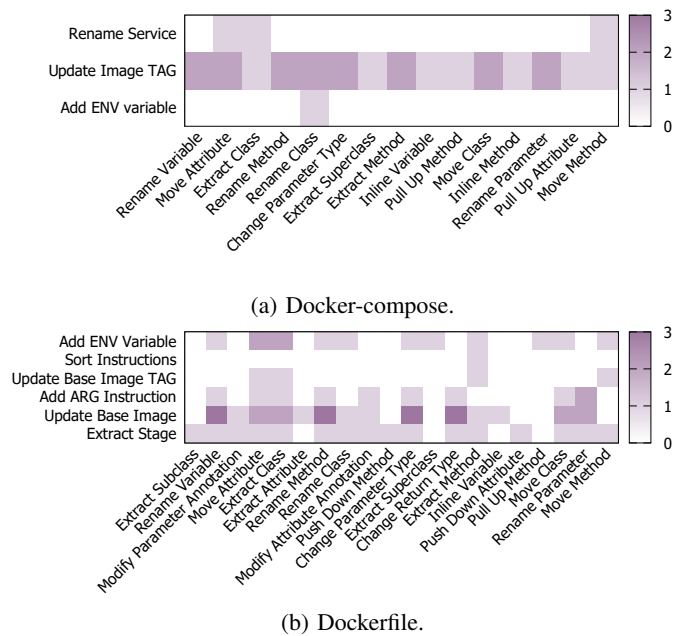 Rename Service
Update Image TAG
Add ENV variable
3
2
1
0
Rename Variable
Move Attribute
Extract Class
Rename Method
Rename Class
Change Parameter Type
Extract Superclass
Extract Method
Inline Variable
Pull Up Method
Move Class
Inline Method
Rename Parameter
Pull Up Attribute
Move Method
(a) Docker-compose.
Add ENV Variable
Sort Instructions
Update Base Image TAG
Add ARG Instruction
Update Base Image
Extract Stage
3
2
1
0
Extract Subclass
Rename Variable
Modify Parameter Annotation
Move Attribute
Extract Class
Extract Attribute
Rename Method
Rename Class
Modify Attribute Annotation
Push Down Method
Change Parameter Type
Extract Superclass
Change Return Type
Extract Method
Inline Variable
Push Down Attribute
Pull Up Method
Move Class
Rename Parameter
Move Method
(b) Dockerfile.